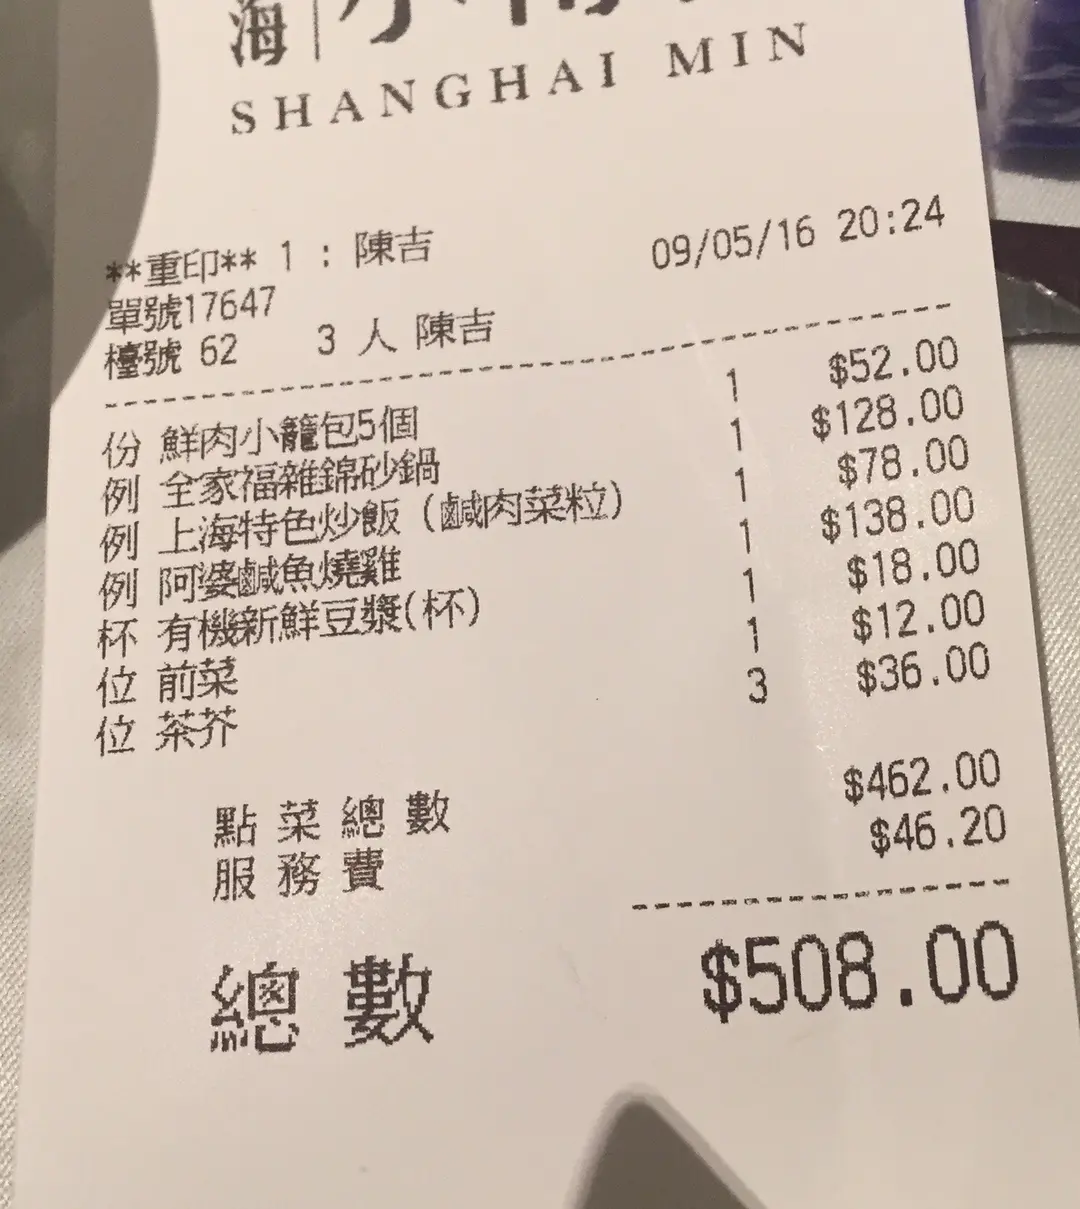 海
SHANGHAI MIN
**重印** 1 : 陳吉 09/05/16 20:24
單號17647
檯號 62 3 人 陳吉
份 鮮肉小籠包5個 1 $52.00
例 全家福雜錦砂鍋 1 $128.00
例 上海特色炒飯 (鹹肉菜粒) 1 $78.00
例 阿婆鹹魚燒雞 1 $138.00
杯 有機新鮮豆漿(杯) 1 $18.00
位 前菜 1 $12.00
位 茶芥 3 $36.00
點 菜 總 數 $462.00
服 務 費 $46.20
總 數 $508.00